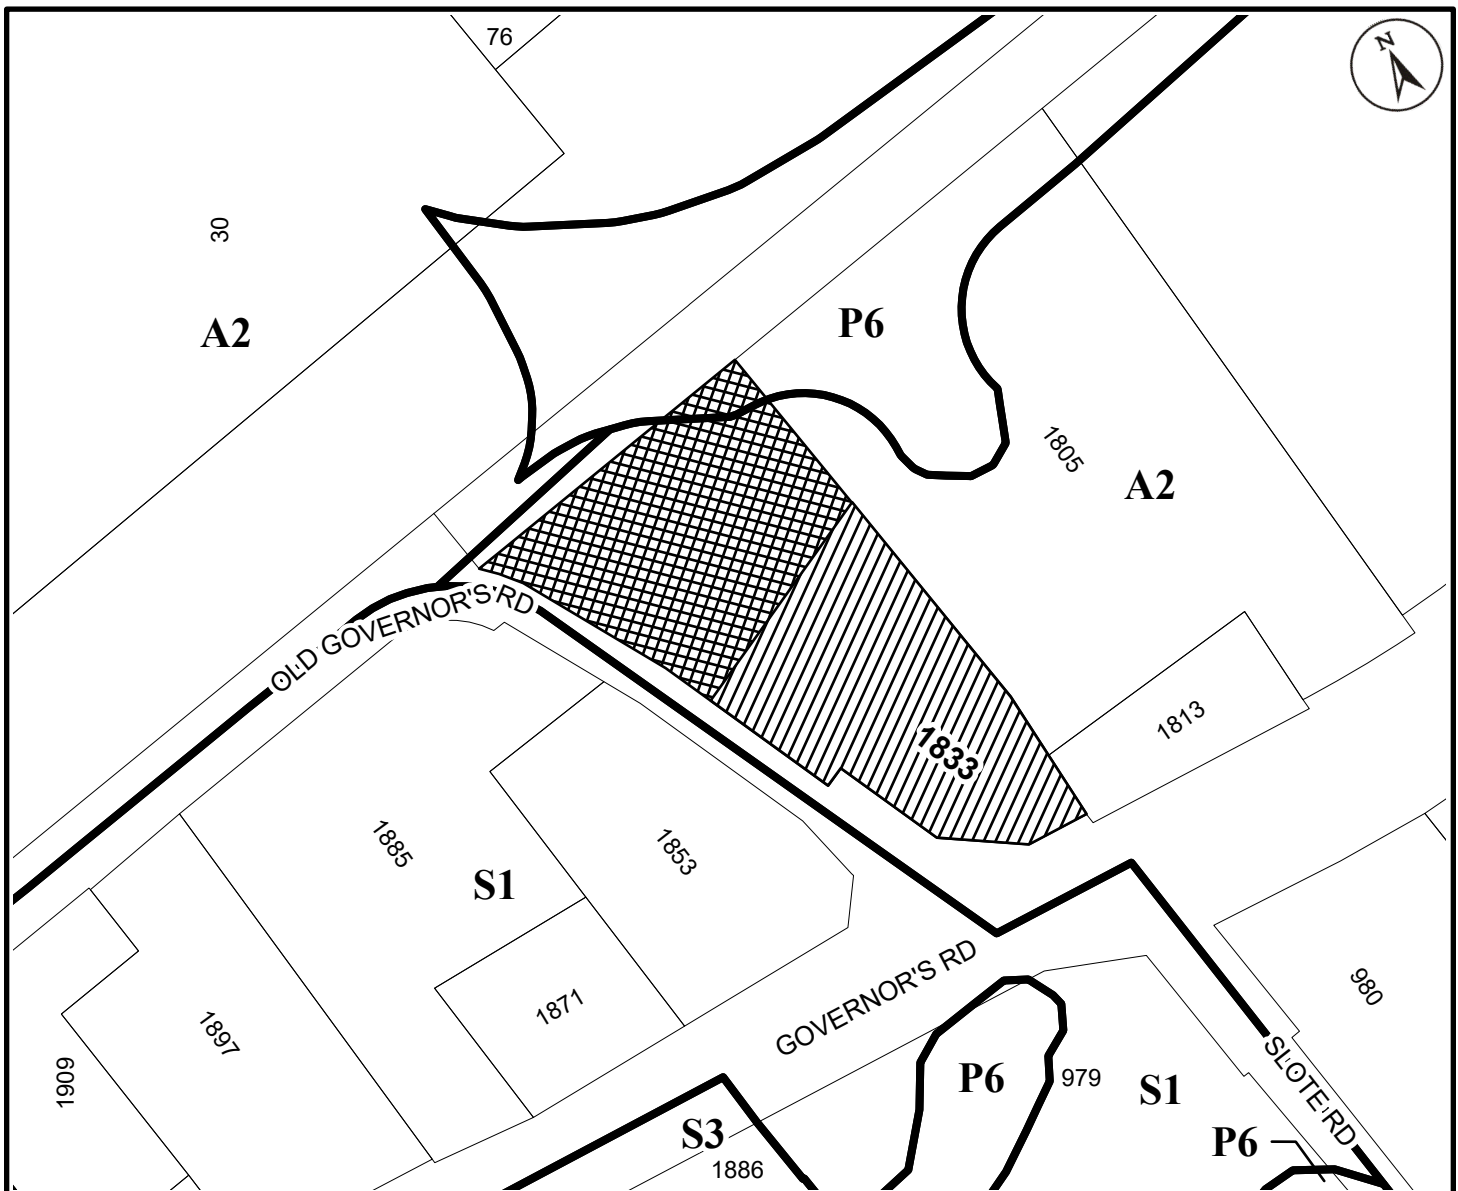 76
N
30
A2
P6
1805
A2
OLD GOVERNOR'S RD
1813
1833
1885
1853
S1
980
GOVERNOR'S RD
1871
1897
1909
P6
979
S1
SLOTE RD
S3
P6
1886